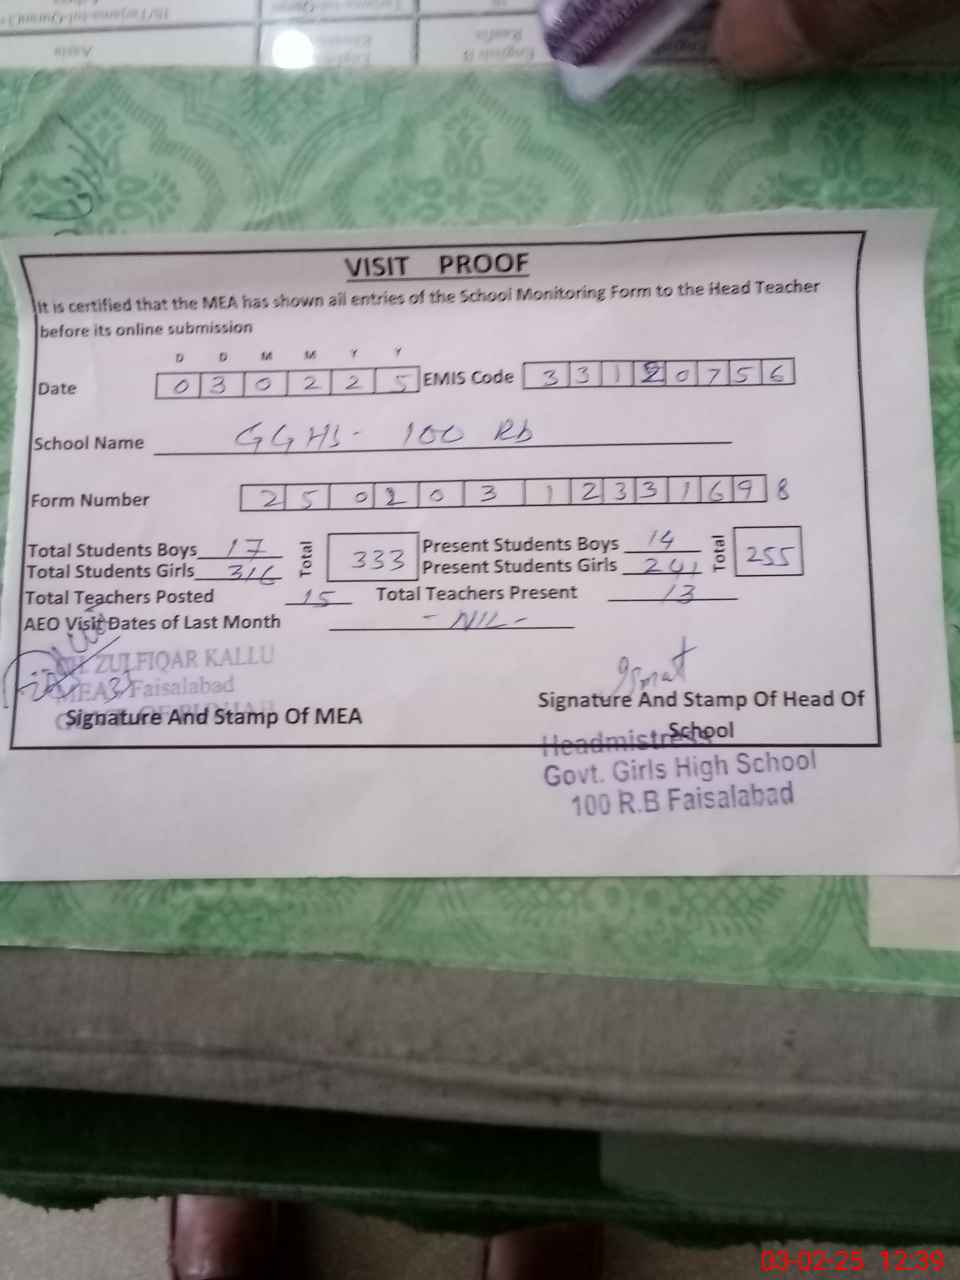 VISIT PROOF
It is certified that the MEA has shown all entries of the School Monitoring Form to the Head Teacher
before its online submission
D D M M Y Y
Date 0 3 0 2 2 5 EMIS Code 3 3 1 2 0 7 5 6
School Name GGHS - 100 Rb
Form Number 2 5 0 2 0 3 1 2 3 3 1 6 9 8
Total Students Boys 17 Total 333 Present Students Boys 14 Total 255
Total Students Girls 316 Present Students Girls 241
Total Teachers Posted 15 Total Teachers Present 13
AEO Visit Dates of Last Month - NIL -
ZULFIQAR KALLU
MEA Faisalabad
Signature And Stamp Of MEA
Ismat
Signature And Stamp Of Head Of
School
Headmistress
Govt. Girls High School
100 R.B Faisalabad
03-02-25 12:39